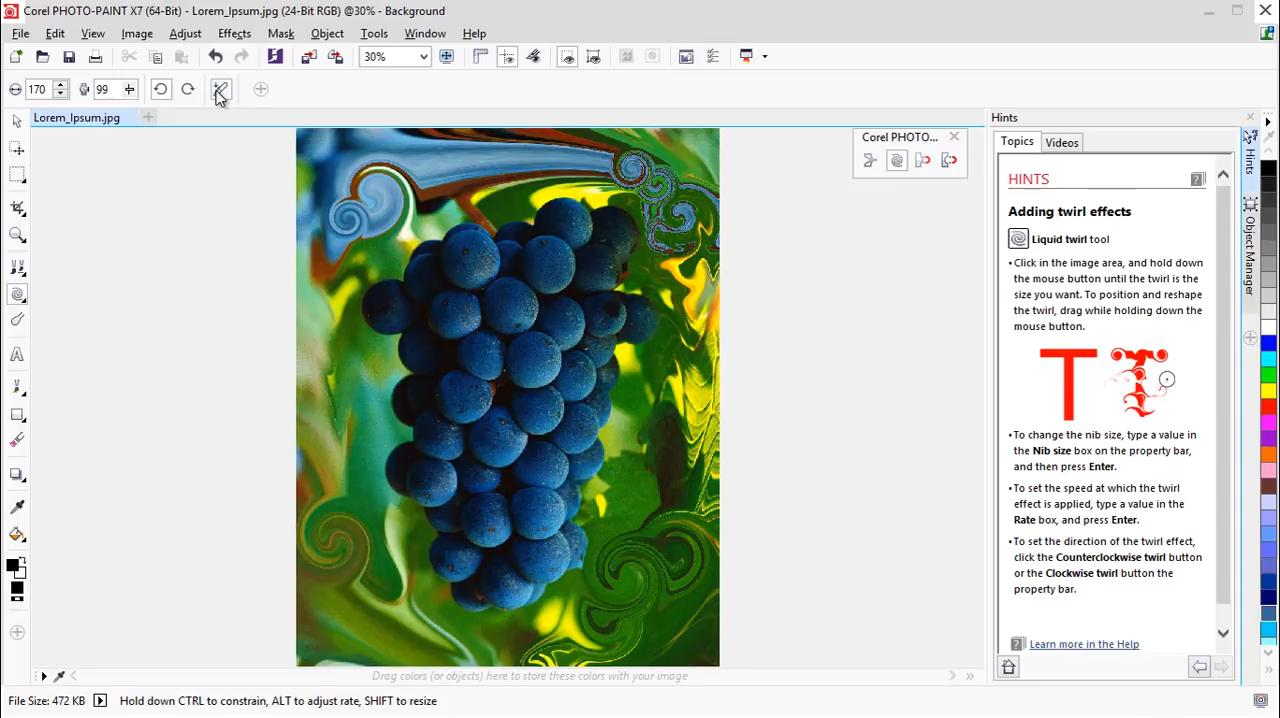 Corel PHOTO-PAINT X7 (64-Bit) - Lorem_Ipsum.jpg (24-Bit RGB) @30% - Background
File Edit View Image Adjust Effects Mask Object Tools Window Help
30%
170 99
Lorem_Ipsum.jpg
Corel PHOTO...
Hints
Topics Videos
HINTS
Adding twirl effects
Liquid twirl tool
•Click in the image area, and hold down
the mouse button until the twirl is the
size you want. To position and reshape
the twirl, drag while holding down the
mouse button.
T T
•To change the nib size, type a value in
the Nib size box on the property bar,
and then press Enter.
•To set the speed at which the twirl
effect is applied, type a value in the
Rate box, and press Enter.
•To set the direction of the twirl effect,
click the Counterclockwise twirl button
or the Clockwise twirl button the
property bar.
Learn more in the Help
Hints
Object Manager
Drag colors (or objects) here to store these colors with your image
File Size: 472 KB Hold down CTRL to constrain, ALT to adjust rate, SHIFT to resize